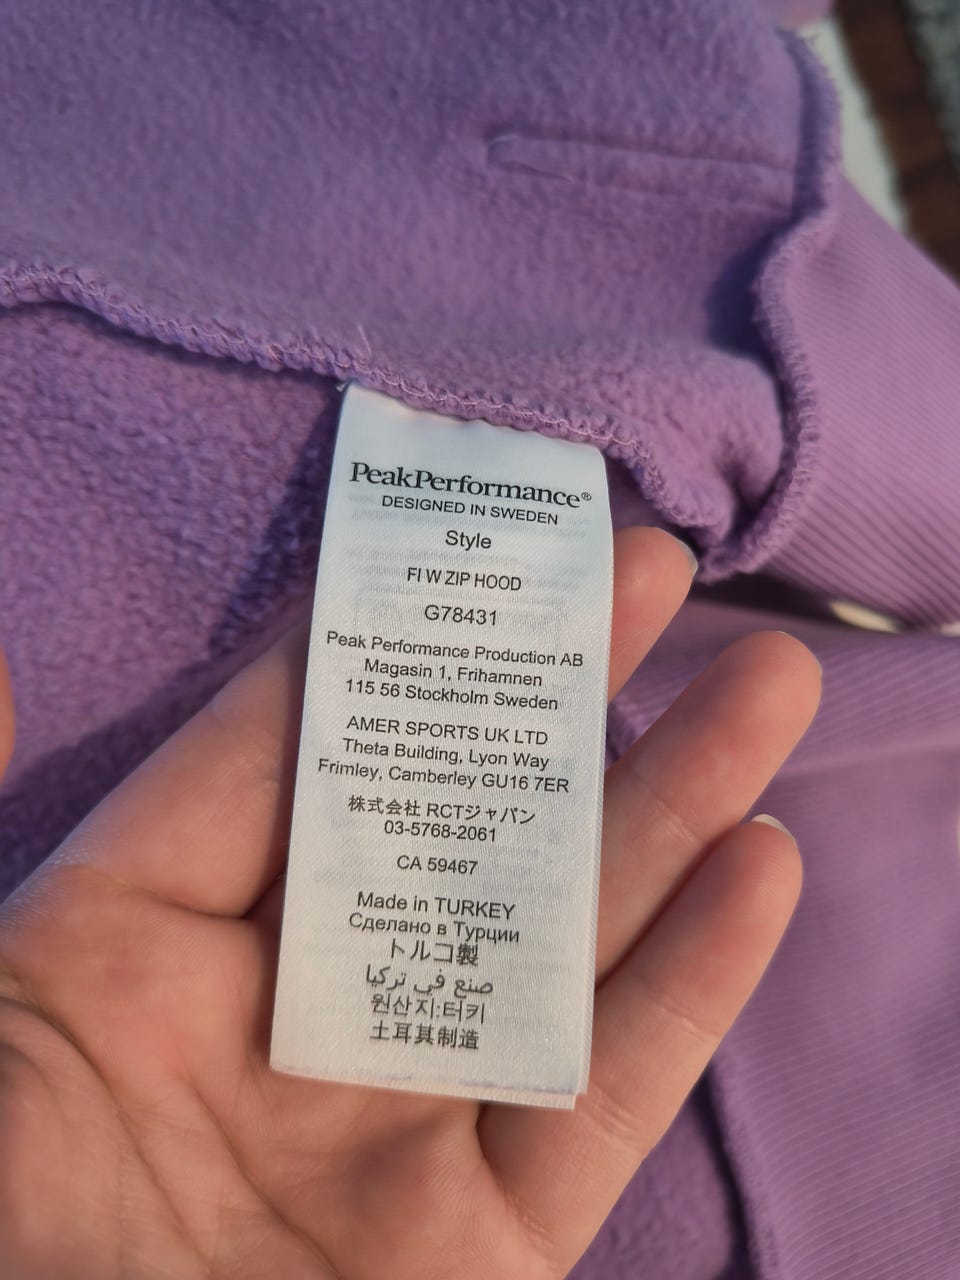 PeakPerformance®
DESIGNED IN SWEDEN
Style
FI W ZIP HOOD
G78431
Peak Performance Production AB
Magasin 1, Frihamnen
115 56 Stockholm Sweden
AMER SPORTS UK LTD
Theta Building, Lyon Way
Frimley, Camberley GU16 7ER
株式会社 RCTジャパン
03-5768-2061
CA 59467
Made in TURKEY
Сделано в Турции
トルコ製
صنع في تركيا
원산지:터키
土耳其制造